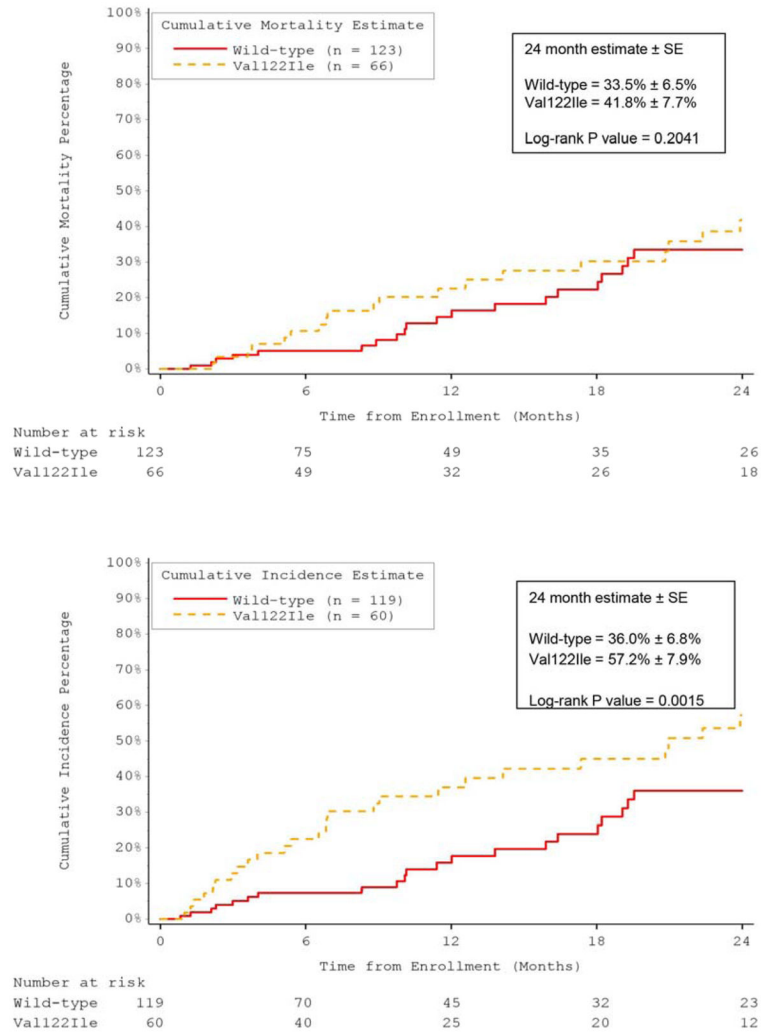 Cumulative Mortality Estimate
Wild-type (n = 123)
Val122Ile (n = 66)
24 month estimate ± SE
Wild-type = 33.5% ± 6.5%
Val122Ile = 41.8% ± 7.7%
Log-rank P value = 0.2041
Cumulative Mortality Percentage
100%
90%
80%
70%
60%
50%
40%
30%
20%
10%
0%
0 6 12 18 24
Time from Enrollment (Months)
Number at risk
Wild-type 123 75 49 35 26
Val122Ile 66 49 32 26 18
Cumulative Incidence Estimate
Wild-type (n = 119)
Val122Ile (n = 60)
24 month estimate ± SE
Wild-type = 36.0% ± 6.8%
Val122Ile = 57.2% ± 7.9%
Log-rank P value = 0.0015
Cumulative Incidence Percentage
100%
90%
80%
70%
60%
50%
40%
30%
20%
10%
0%
0 6 12 18 24
Time from Enrollment (Months)
Number at risk
Wild-type 119 70 45 32 23
Val122Ile 60 40 25 20 12